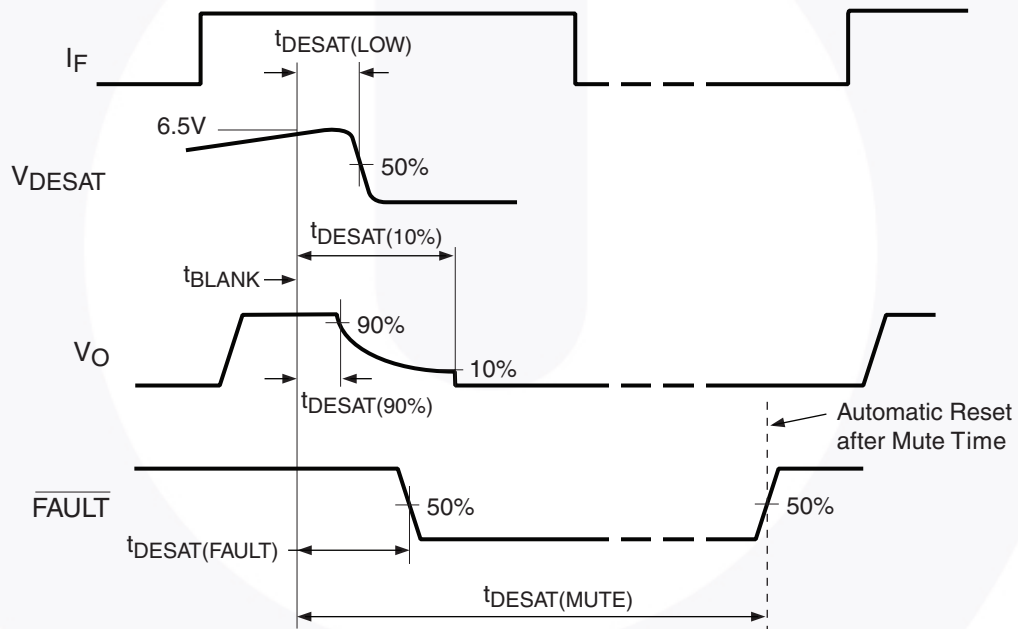 tDESAT(LOW)
IF
6.5V
50%
VDESAT
tDESAT(10%)
tBLANK
90%
VO
10%
tDESAT(90%)
Automatic Reset
after Mute Time
FAULT
50%
50%
tDESAT(FAULT)
tDESAT(MUTE)